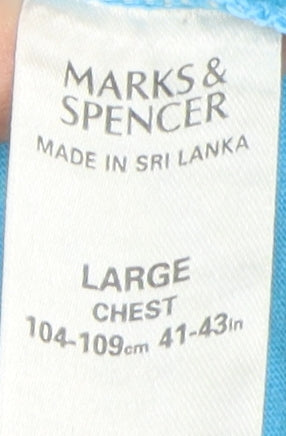 MARKS &
SPENCER
MADE IN SRI LANKA
LARGE
CHEST
104-109cm 41-43in